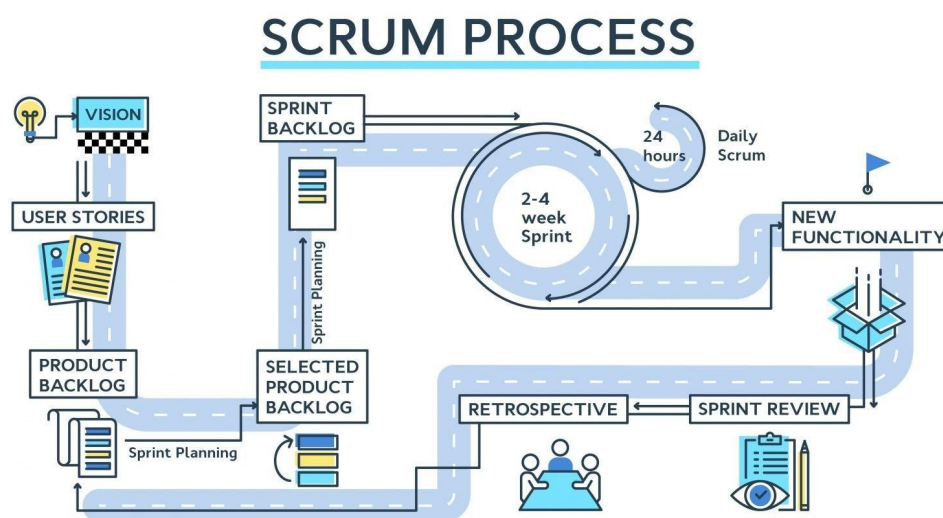 SCRUM PROCESS
VISION
USER STORIES
PRODUCT
BACKLOG
Sprint Planning
SELECTED
PRODUCT
BACKLOG
Sprint Planning
SPRINT
BACKLOG
2-4
week
Sprint
24
hours
Daily
Scrum
NEW
FUNCTIONALITY
SPRINT REVIEW
RETROSPECTIVE